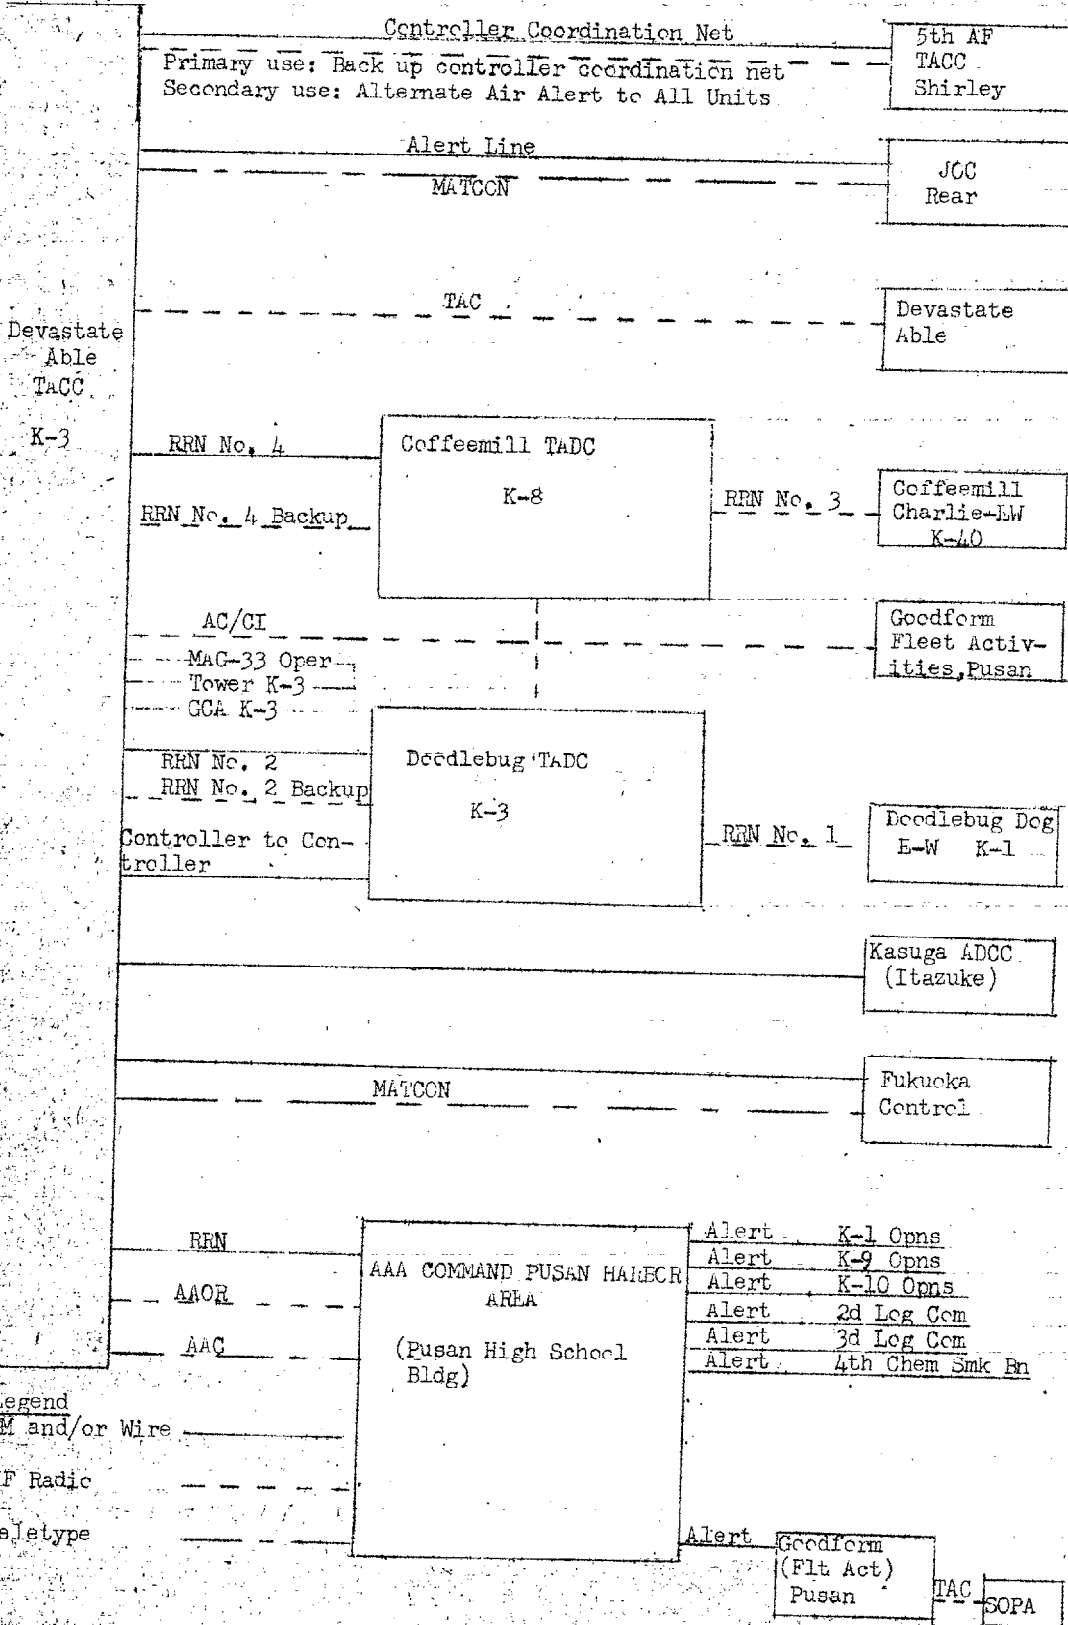 Controller Coordination Net
Primary use: Back up controller coordination net
Secondary use: Alternate Air Alert to All Units
5th AF
TACC
Shirley
Alert Line
MATCON
JOC
Rear
TAC
Devastate
Able
Devastate
Able
TACC
K-3
RRN No. 4
RRN No. 4 Backup
Coffeemill TADC
K-8
RRN No. 3
Coffeemill
Charlie-EW
K-40
AC/CI
Goodform
Fleet Activ-
ities,Pusan
MAG-33 Oper
Tower K-3
GCA K-3
RRN No. 2
RRN No. 2 Backup
Controller to Con-
troller
Doodlebug TADC
K-3
RRN No. 1
Doodlebug Dog
E-W K-1
Kasuga ADCC
(Itazuke)
MATCON
Fukuoka
Control
RRN
AAOR
AAC
AAA COMMAND PUSAN HARBOR
AREA
(Pusan High School
Bldg)
Alert K-1 Opns
Alert K-9 Opns
Alert K-10 Opns
Alert 2d Log Com
Alert 3d Log Com
Alert 4th Chem Smk Bn
Legend
M and/or Wire
F Radio
eletype
Alert
Goodform
(Flt Act)
Pusan
TAC
SOPA